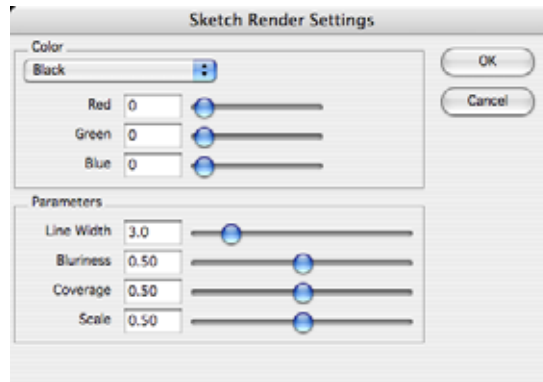 Sketch Render Settings
Color
Black
Red 0
Green 0
Blue 0
OK
Cancel
Parameters
Line Width 3.0
Bluriness 0.50
Coverage 0.50
Scale 0.50